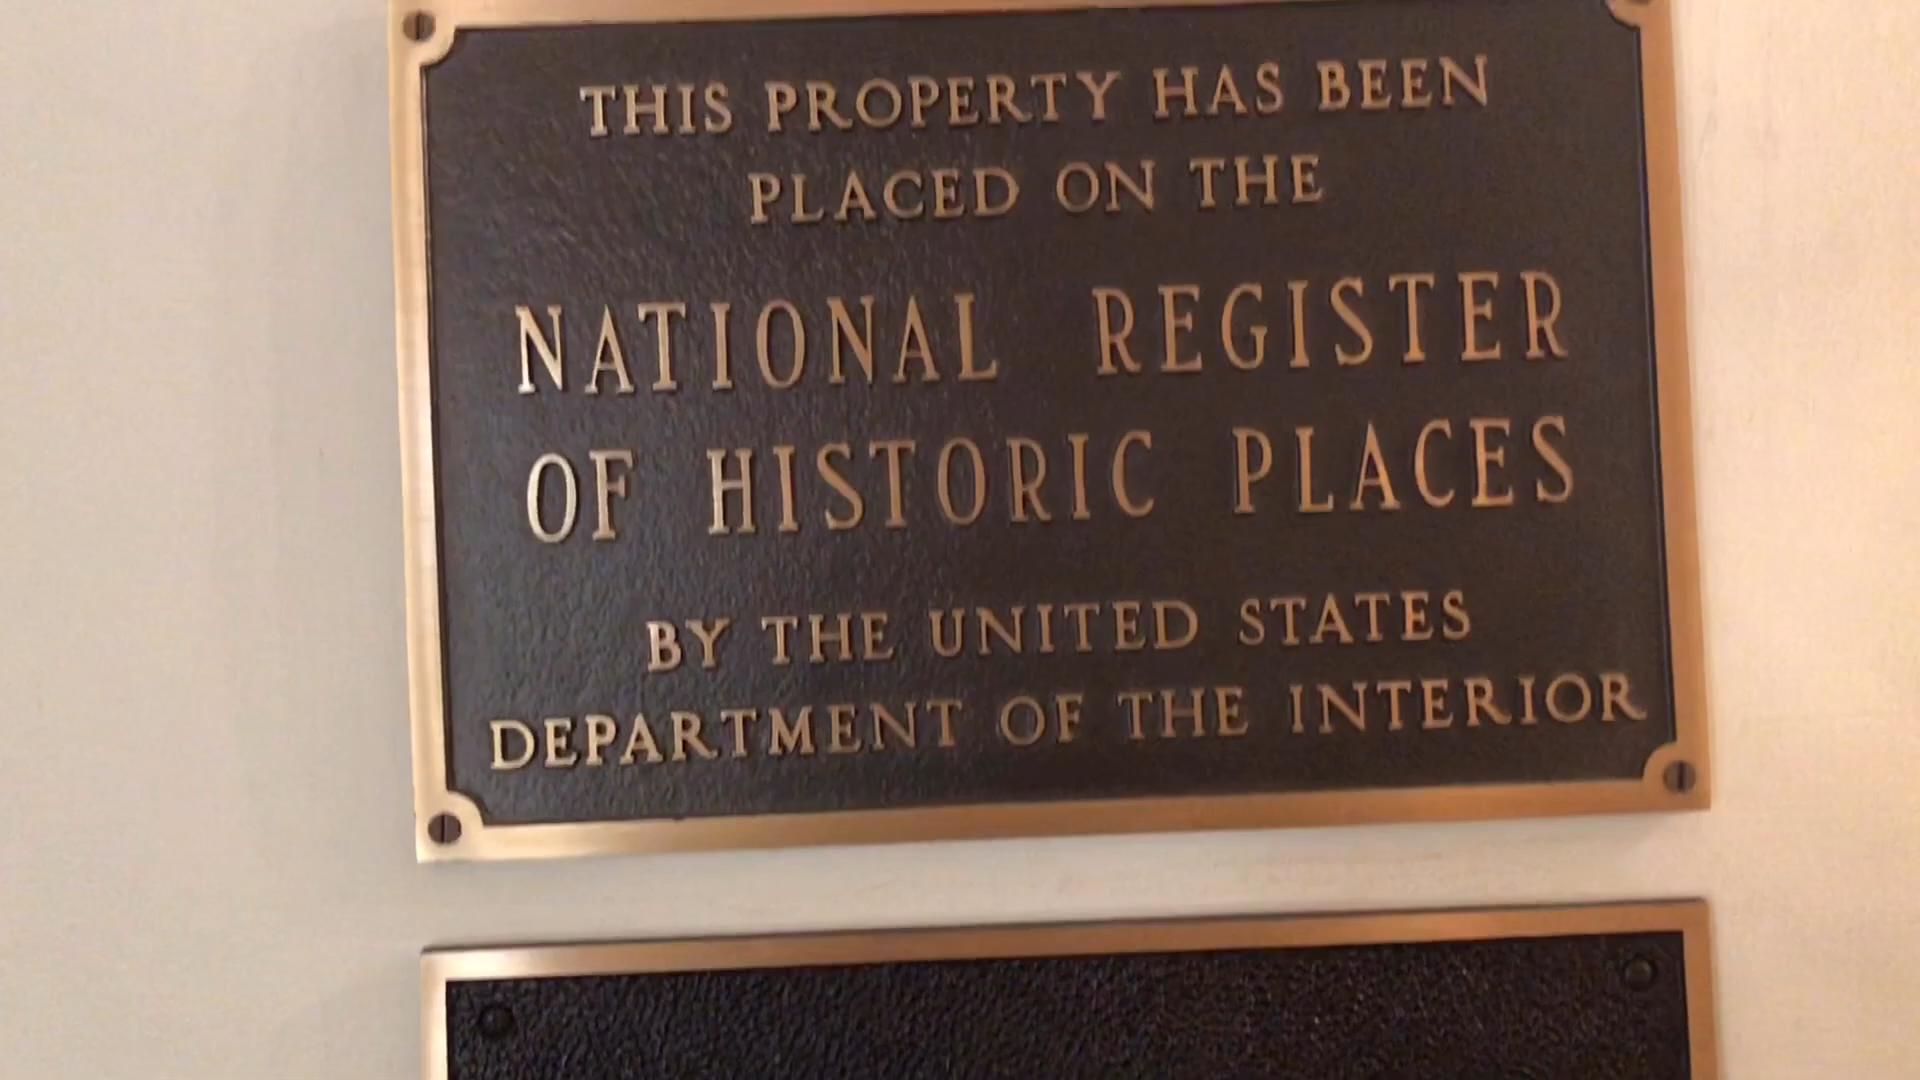 THIS PROPERTY HAS BEEN
PLACED ON THE
NATIONAL REGISTER
OF HISTORIC PLACES
BY THE UNITED STATES
DEPARTMENT OF THE INTERIOR